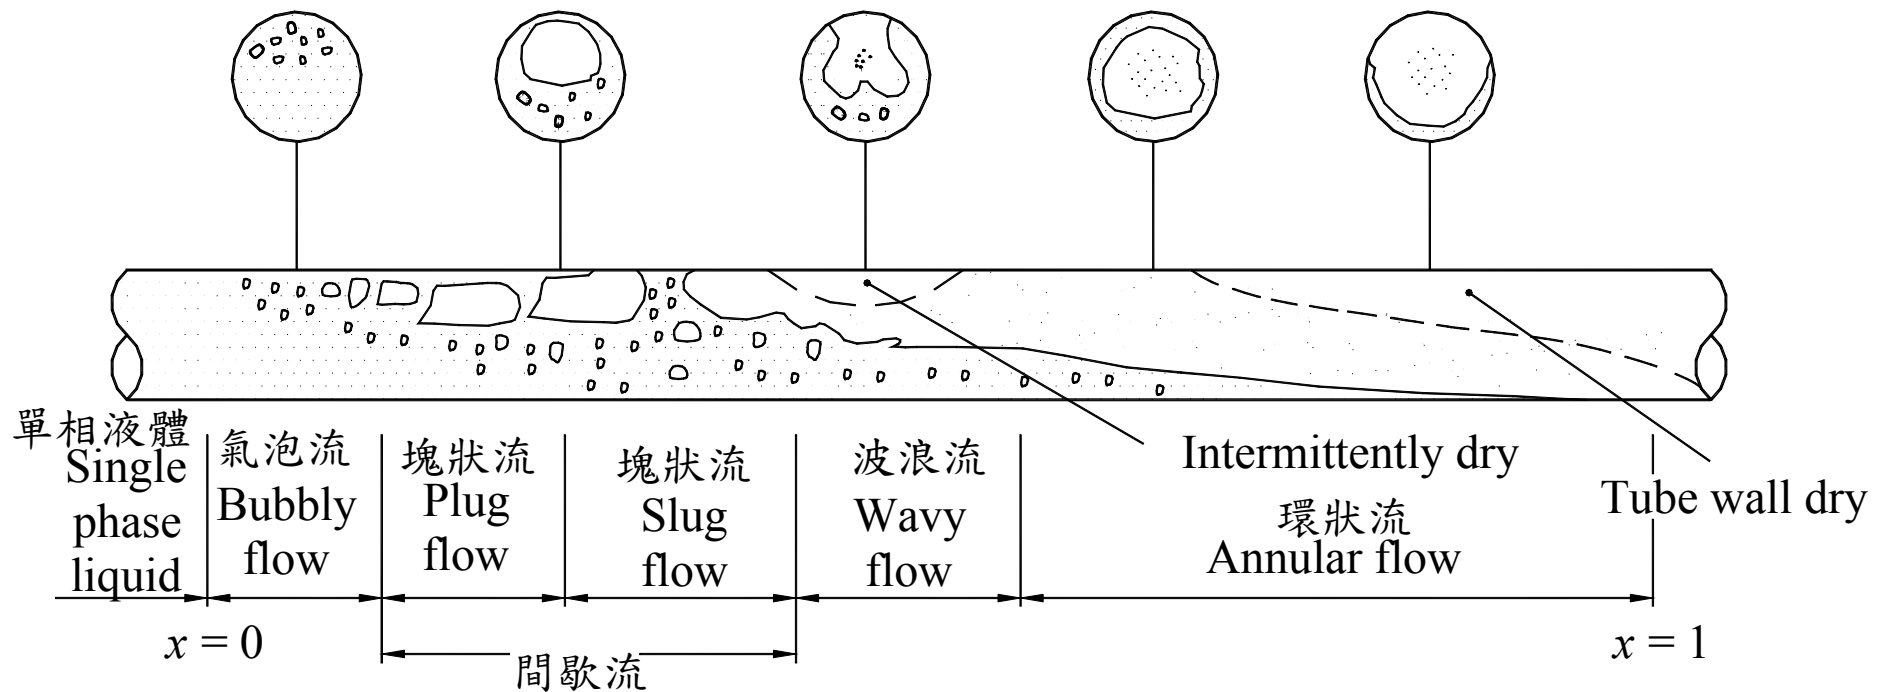 單相液體
Single
phase
liquid
氣泡流
Bubbly
flow
塊狀流
Plug
flow
塊狀流
Slug
flow
波浪流
Wavy
flow
Intermittently dry
環狀流
Annular flow
Tube wall dry
x = 0
間歇流
x = 1